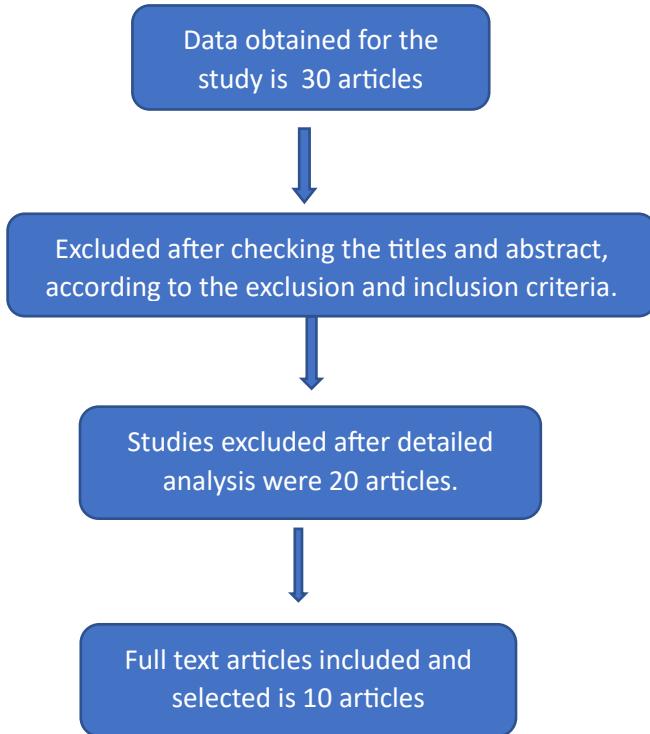 Data obtained for the
study is  30 articles
Excluded after checking the titles and abstract,
according to the exclusion and inclusion criteria.
Studies excluded after detailed
analysis were 20 articles.
Full text articles included and
selected is 10 articles